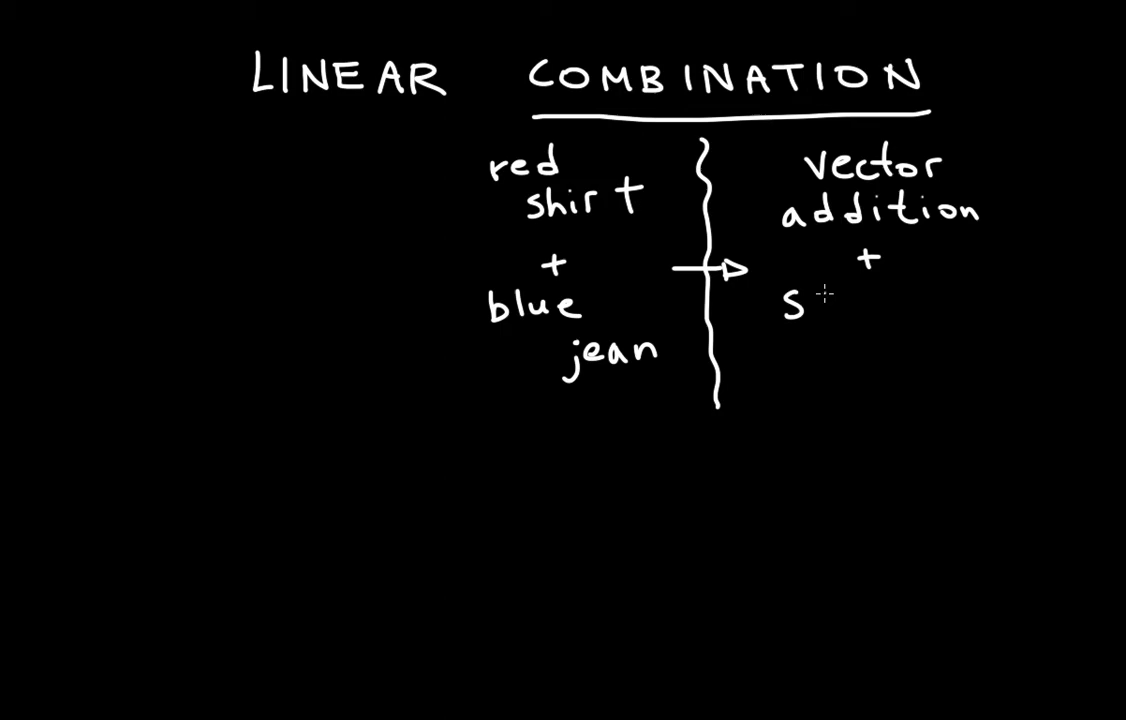 LINEAR COMBINATION
red
shirt
+
blue
jean
vector
addition
+
s